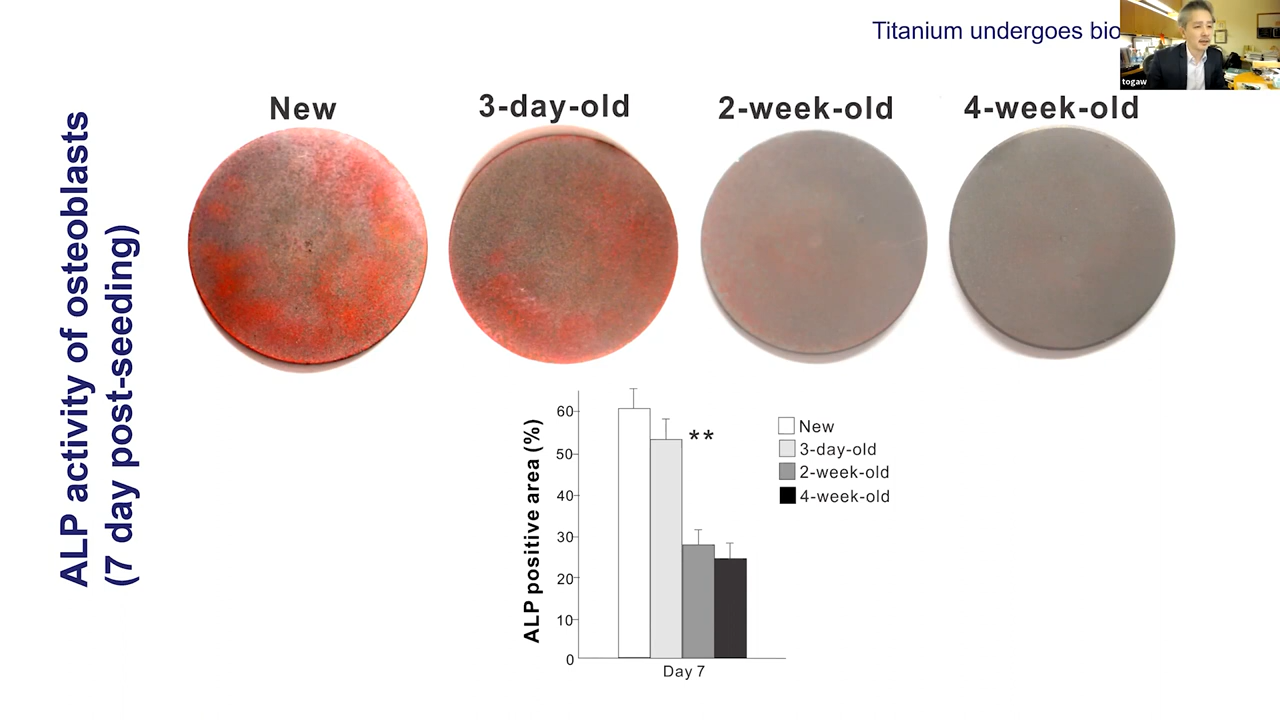 Titanium undergoes bio
togaw
New
3-day-old
2-week-old
4-week-old
ALP activity of osteoblasts
(7 day post-seeding)
ALP positive area (%)
60
50
40
30
20
10
0
**
Day 7
New
3-day-old
2-week-old
4-week-old